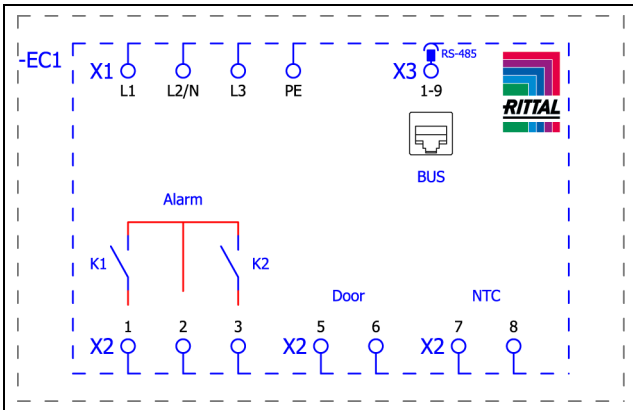 -EC1
X1 L1 L2/N L3 PE
X3 RS-485
1-9
RITTAL
BUS
Alarm
K1 K2
Door NTC
X2 1 2 3 X2 5 6 X2 7 8